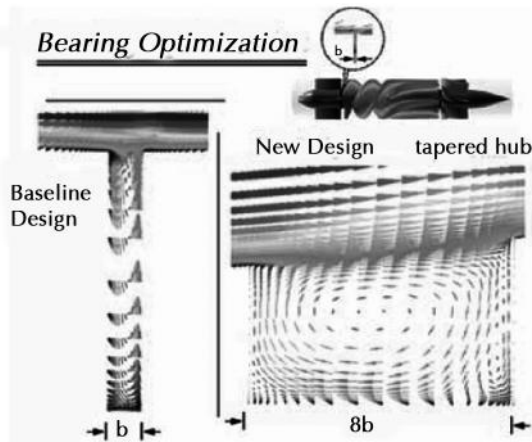 Bearing Optimization
b
New Design tapered hub
Baseline
Design
b
8b